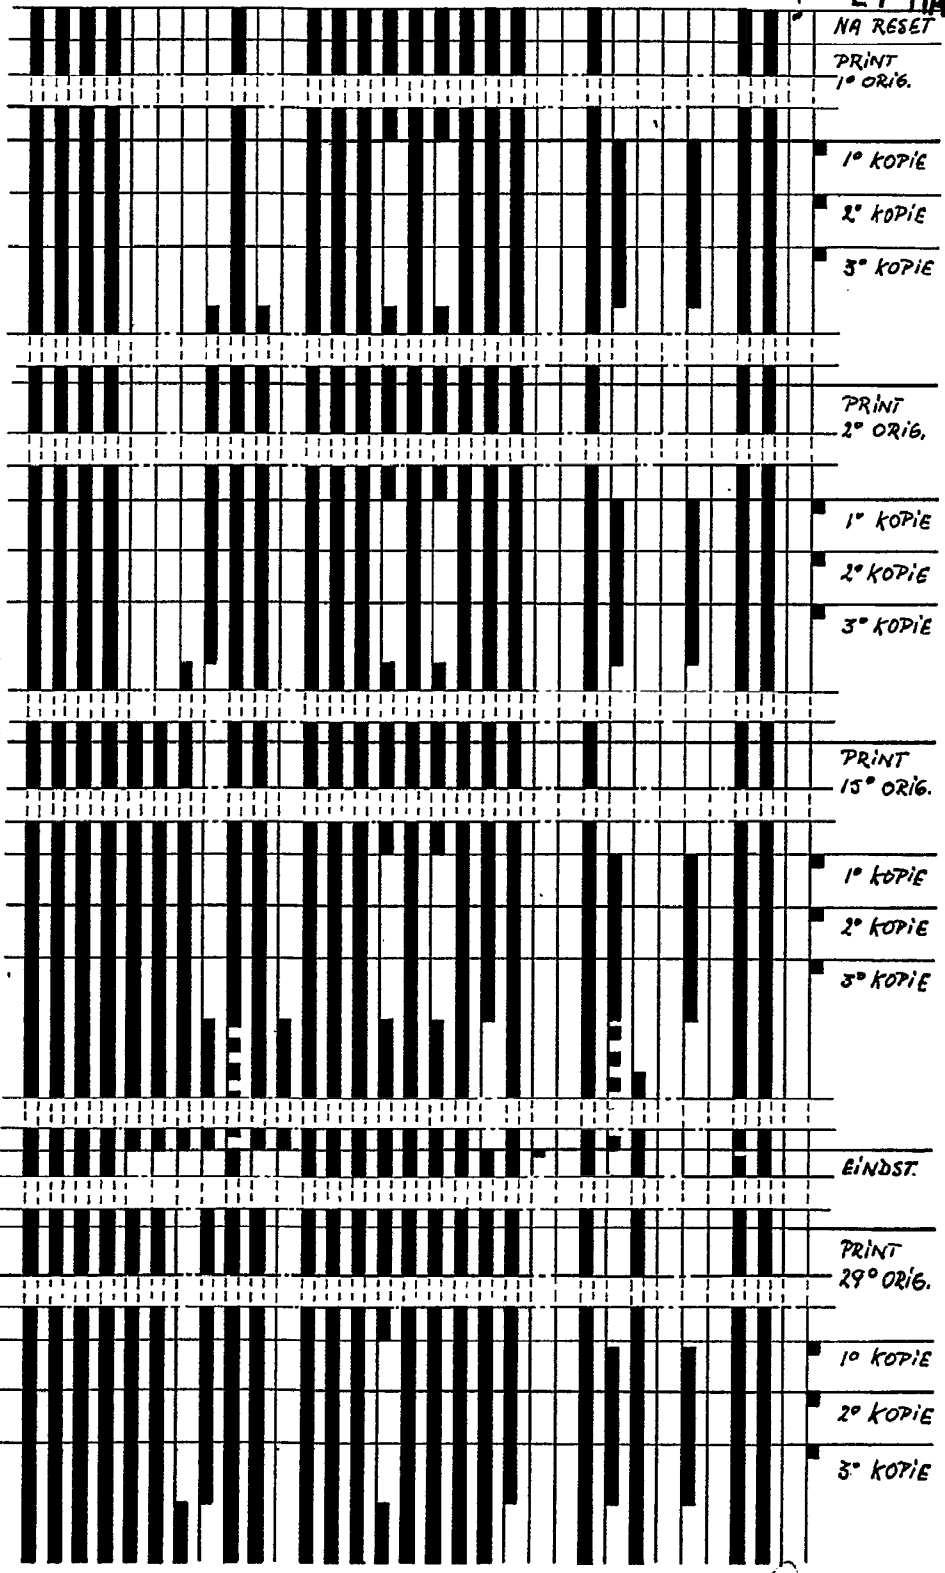 NA RESET
PRINT
1° ORIG.
1° KOPIE
2° KOPIE
3° KOPIE
PRINT
2° ORIG.
1° KOPIE
2° KOPIE
3° KOPIE
PRINT
15° ORIG.
1° KOPIE
2° KOPIE
3° KOPIE
EINDST.
PRINT
29° ORIG.
1° KOPIE
2° KOPIE
3° KOPIE